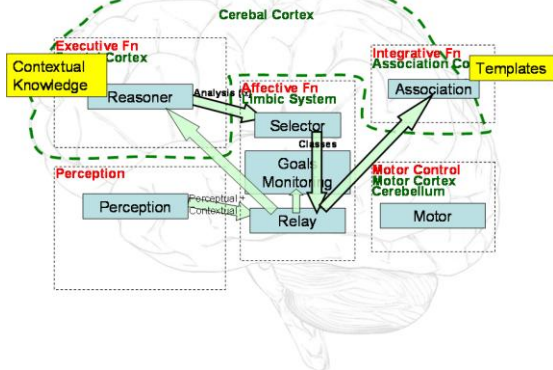 Cerebral Cortex
Executive Fn
Cortex
Contextual
Knowledge
Reasoner
Analysis
Affective Fn
Limbic System
Selector
Classes
Goals
Monitoring
Relay
Integrative Fn
Association Co
Templates
Association
Perception
Perception
Perceptual +
Contextual
Motor Control
Motor Cortex
Cerebellum
Motor